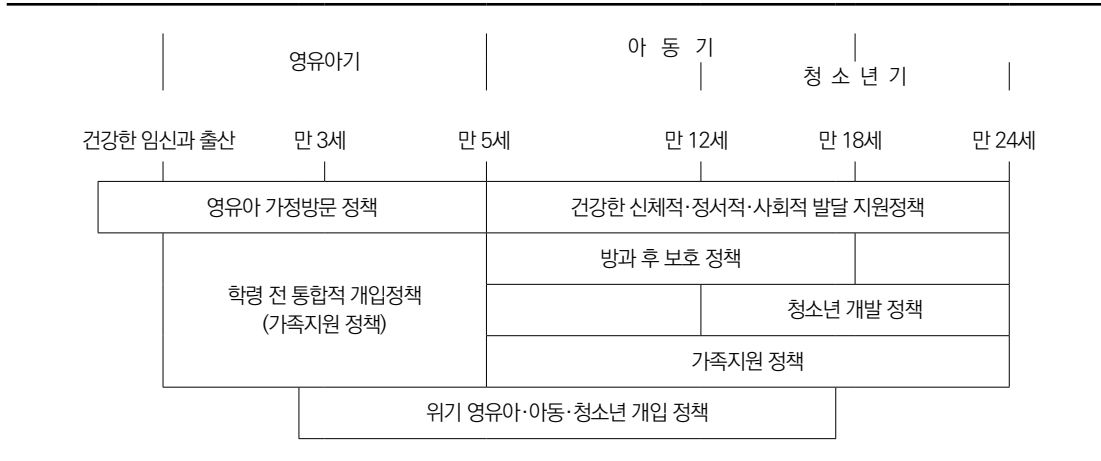 영유아기
아 동 기
청 소 년 기
건강한 임신과 출산 만 3세 만 5세 만 12세 만 18세 만 24세
영유아 가정방문 정책 건강한 신체적·정서적·사회적 발달 지원정책
방과 후 보호 정책
학령 전 통합적 개입정책
(가족지원 정책)
청소년 개발 정책
가족지원 정책
위기 영유아·아동·청소년 개입 정책